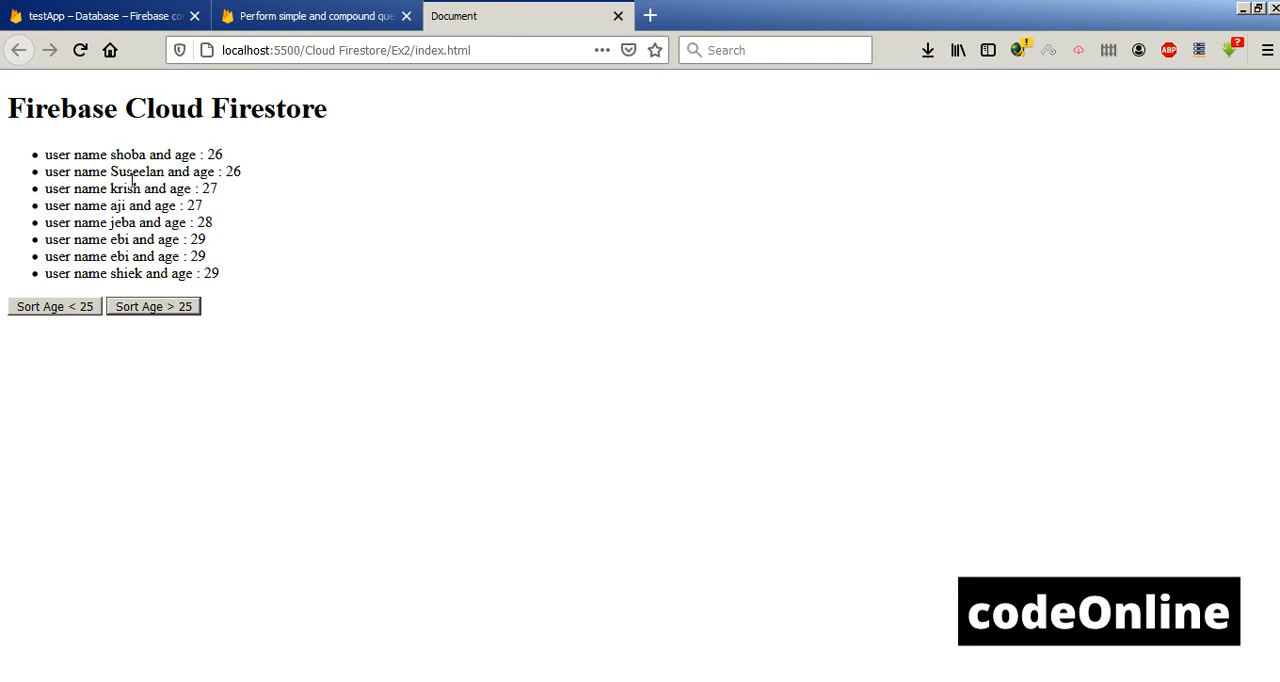 testApp – Database – Firebase co
Perform simple and compound que
Document
localhost:5500/Cloud Firestore/Ex2/index.html
Search
ABP
Firebase Cloud Firestore
user name shoba and age : 26
user name Suseelan and age : 26
user name krish and age : 27
user name aji and age : 27
user name jeba and age : 28
user name ebi and age : 29
user name ebi and age : 29
user name shiek and age : 29
Sort Age < 25 Sort Age > 25
codeOnline